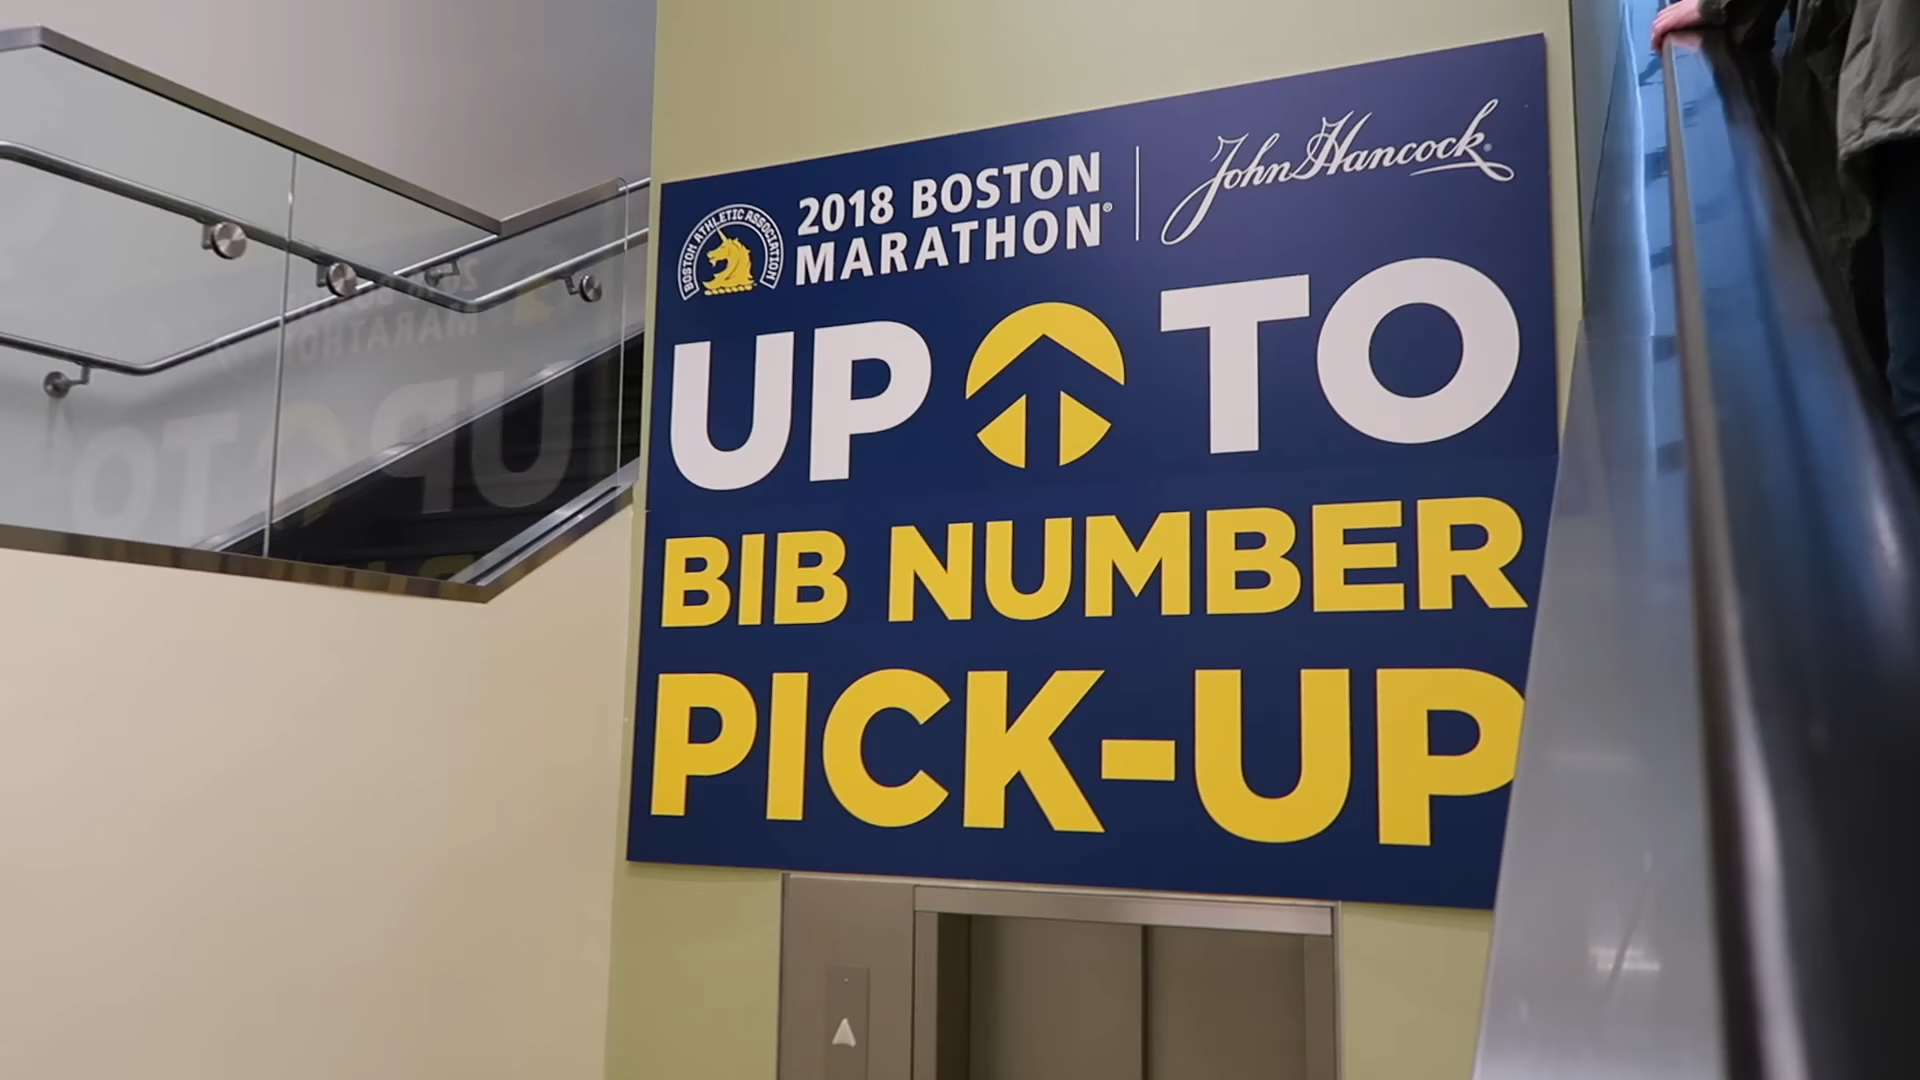 BOSTON ATHLETIC ASSOCIATION
2018 BOSTON
MARATHON®
John Hancock®
UP TO
BIB NUMBER
PICK-UP